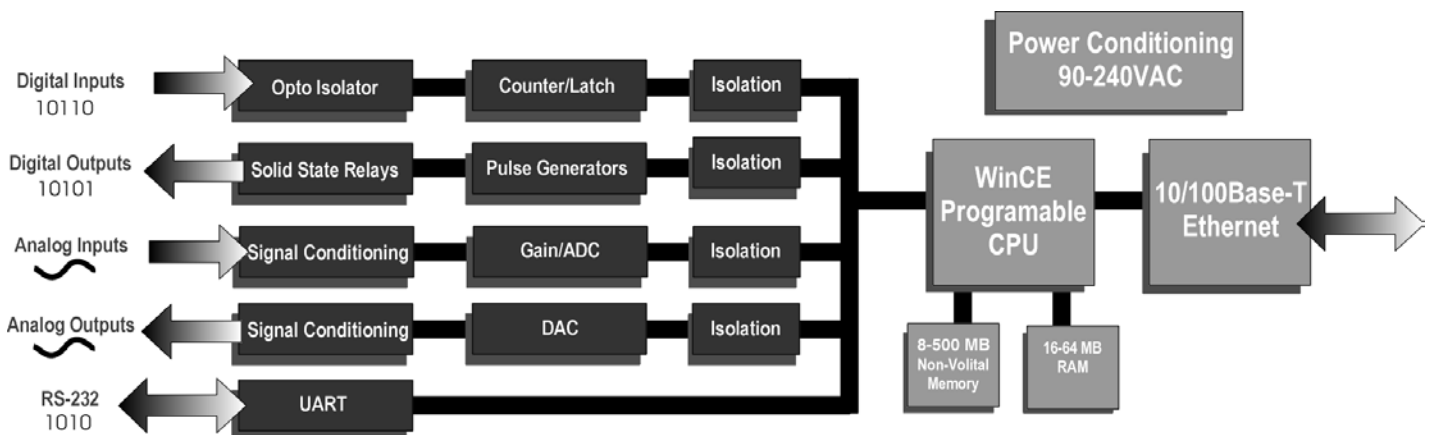 Power Conditioning
90-240VAC
Digital Inputs
10110
Opto Isolator
Counter/Latch
Isolation
Digital Outputs
10101
Solid State Relays
Pulse Generators
Isolation
Analog Inputs
Signal Conditioning
Gain/ADC
Isolation
Analog Outputs
Signal Conditioning
DAC
Isolation
RS-232
1010
UART
WinCE
Programable
CPU
10/100Base-T
Ethernet
8-500 MB
Non-Volital
Memory
16-64 MB
RAM